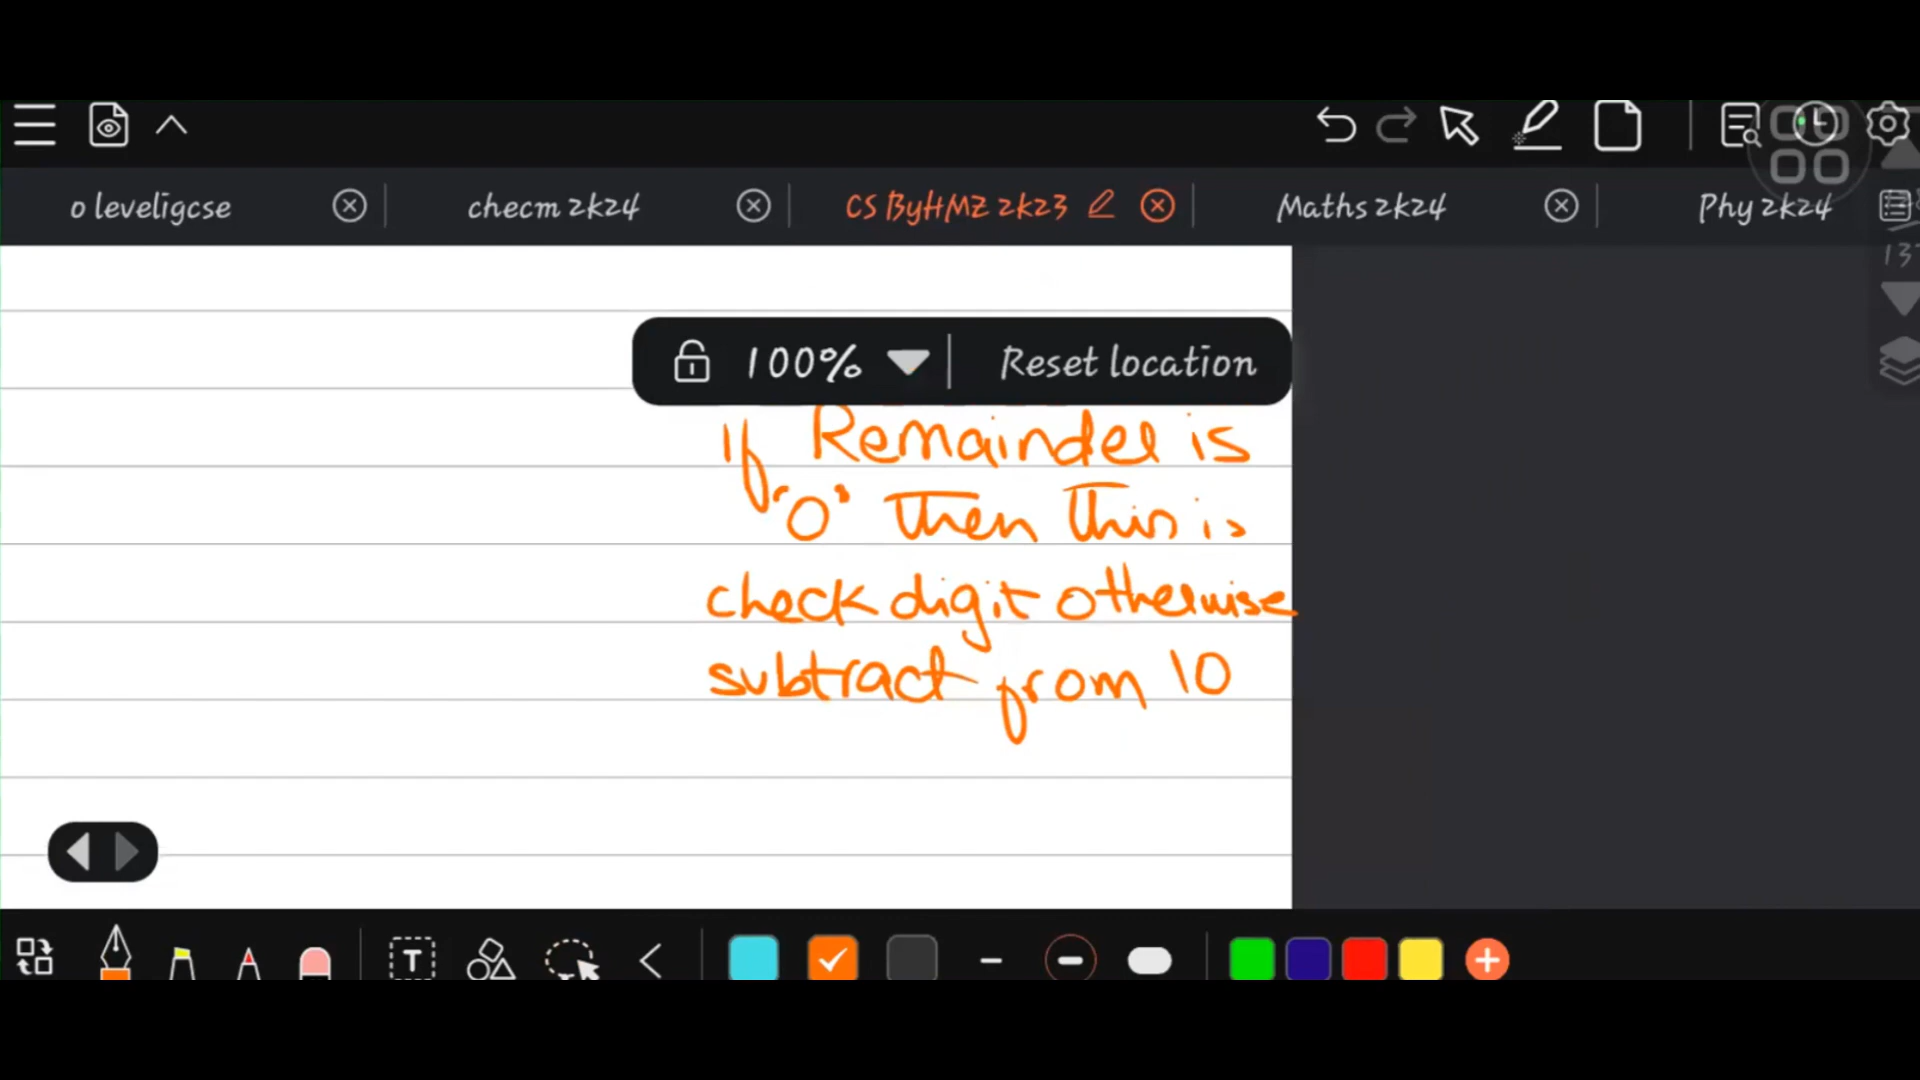 o leveligcse checm 2k24 CS ByHMZ 2k23 Maths 2k24 Phy 2k24
100% Reset location
If Remainder is
'0' then this is
check digit otherwise
subtract from 10
T